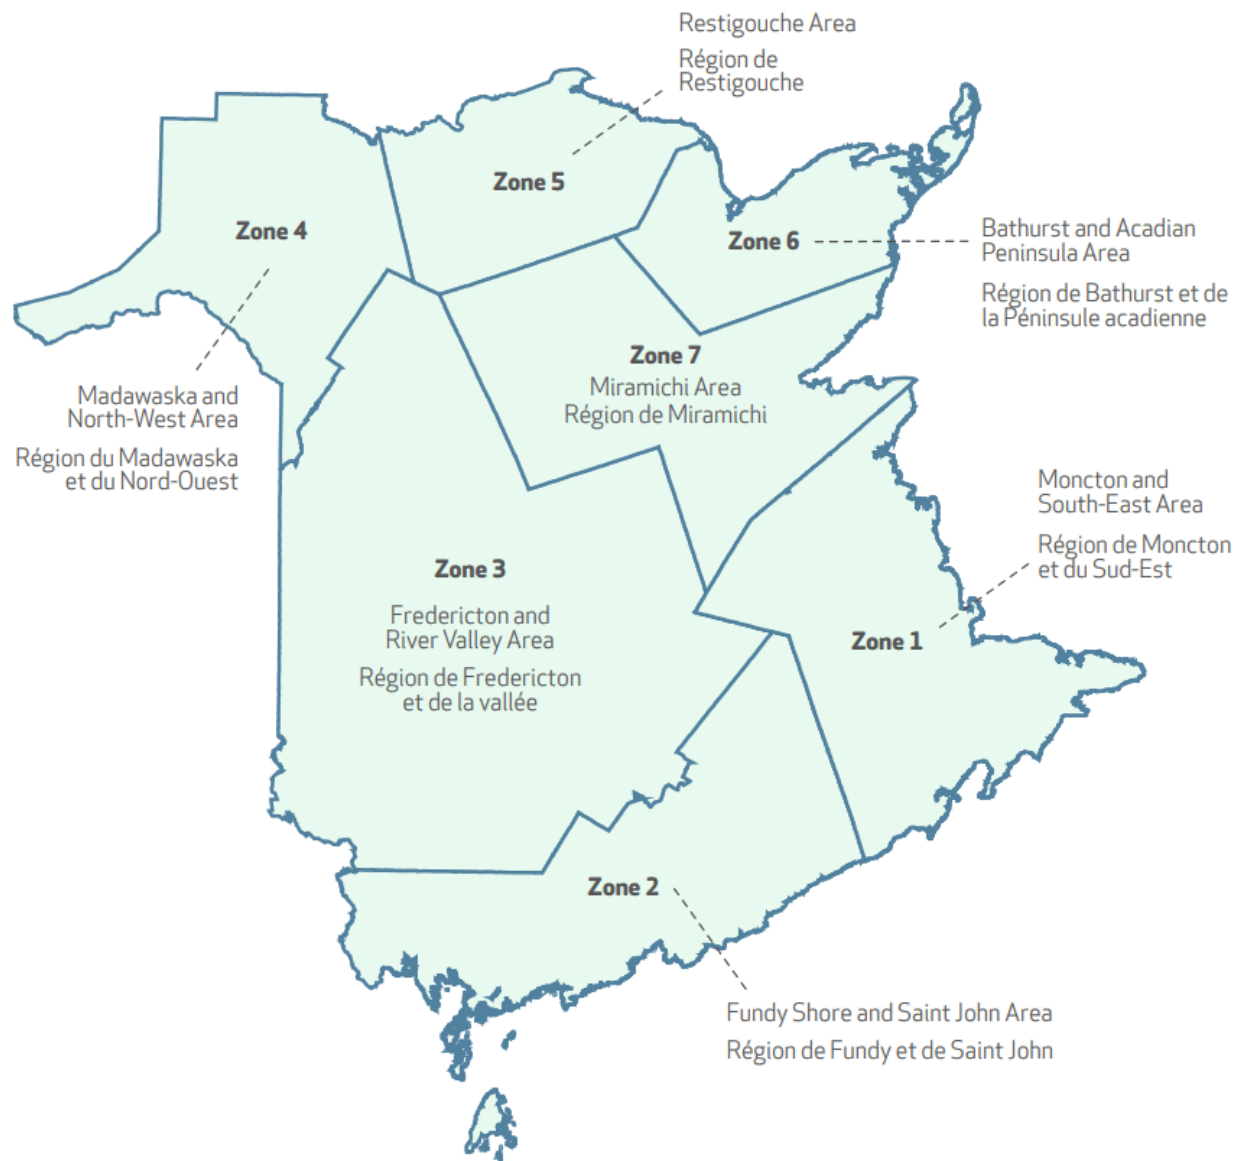 Restigouche Area
Région de
Restigouche
Zone 5
Zone 4
Zone 6
Bathurst and Acadian
Peninsula Area
Région de Bathurst et de
la Péninsule acadienne
Madawaska and
North-West Area
Région du Madawaska
et du Nord-Ouest
Zone 7
Miramichi Area
Région de Miramichi
Moncton and
South-East Area
Région de Moncton
et du Sud-Est
Zone 3
Fredericton and
River Valley Area
Région de Fredericton
et de la vallée
Zone 1
Zone 2
Fundy Shore and Saint John Area
Région de Fundy et de Saint John